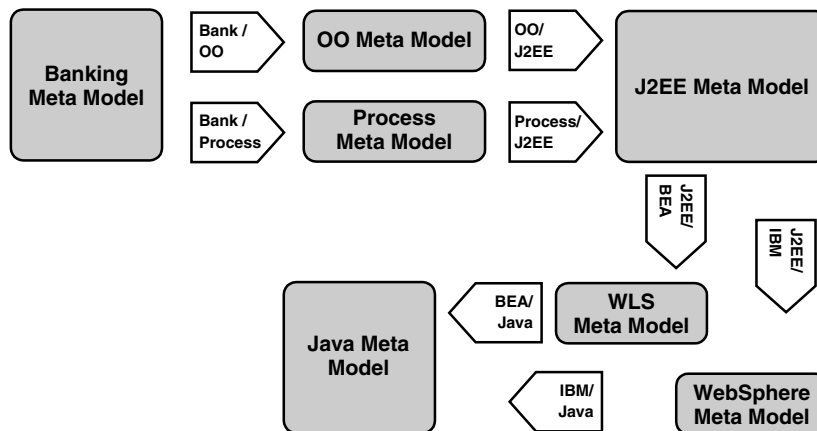 Banking
Meta Model
Bank /
OO
OO Meta Model
OO/
J2EE
J2EE Meta Model
Bank /
Process
Process
Meta Model
Process/
J2EE
J2EE/
BEA
J2EE/
IBM
Java Meta
Model
BEA/
Java
WLS
Meta Model
IBM/
Java
WebSphere
Meta Model